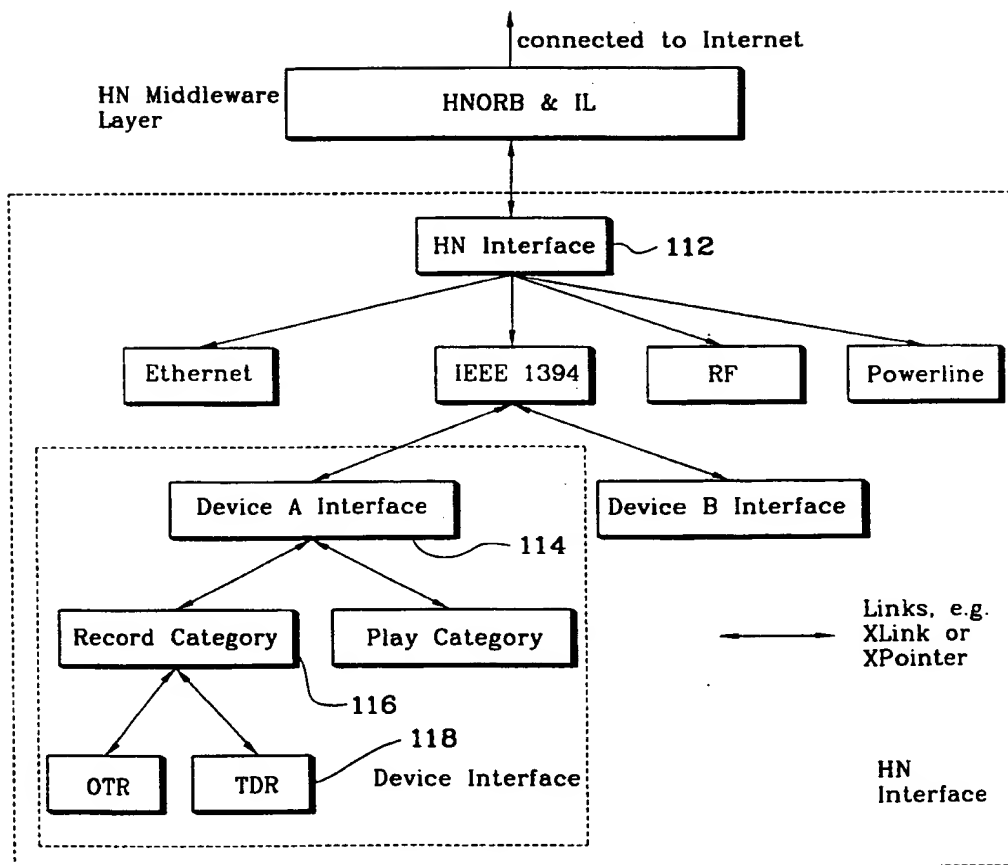 connected to Internet
HN Middleware
Layer
HNORB & IL
HN Interface
112
Ethernet
IEEE 1394
RF
Powerline
Device A Interface
Device B Interface
114
Record Category
Play Category
Links, e.g.
XLink or
XPointer
116
118
OTR
TDR
Device Interface
HN
Interface